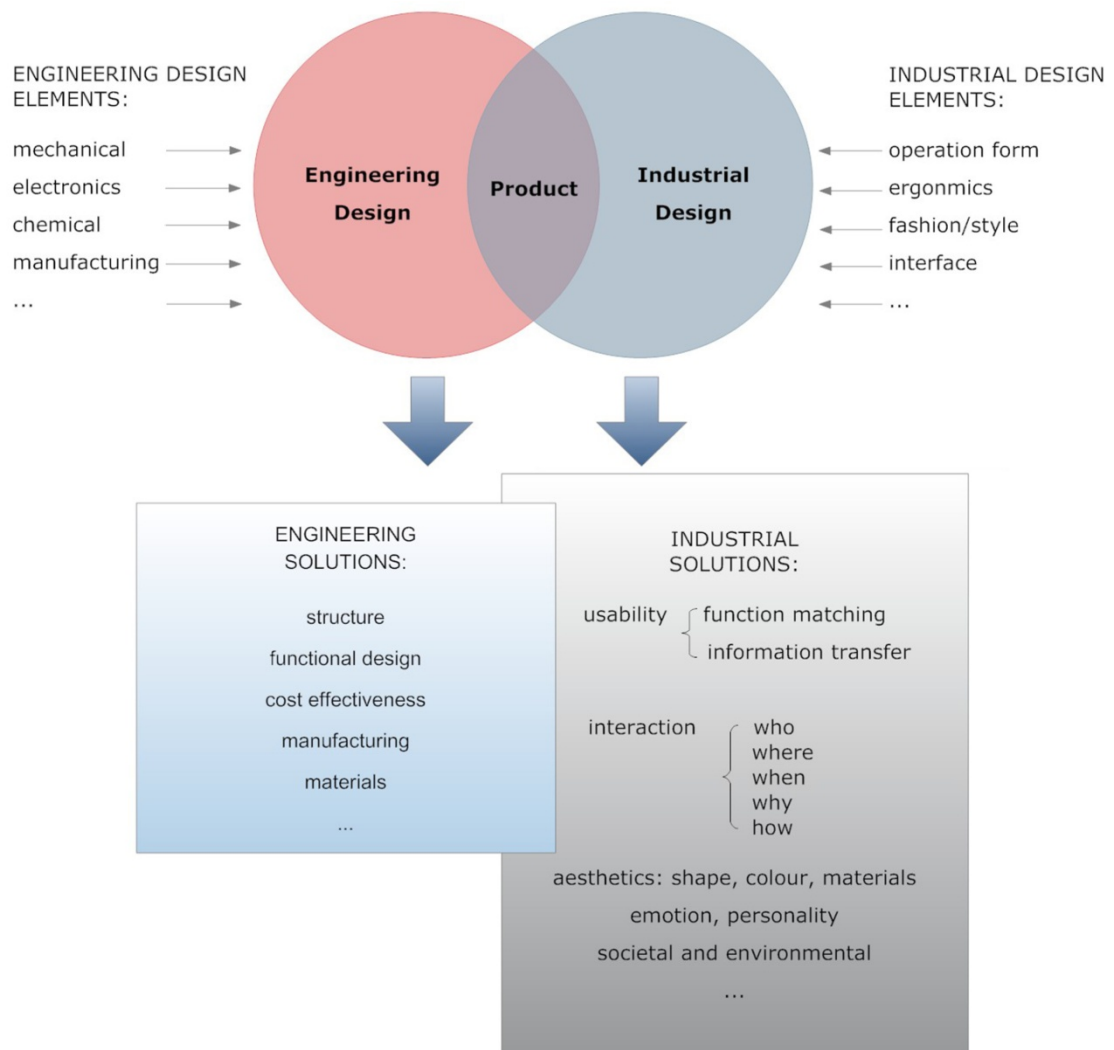 ENGINEERING DESIGN
ELEMENTS:
mechanical
electronics
chemical
manufacturing
...
Engineering
Design
Product
Industrial
Design
INDUSTRIAL DESIGN
ELEMENTS:
operation form
ergonmics
fashion/style
interface
...
ENGINEERING
SOLUTIONS:
structure
functional design
cost effectiveness
manufacturing
materials
...
INDUSTRIAL
SOLUTIONS:
usability
function matching
information transfer
interaction
who
where
when
why
how
aesthetics: shape, colour, materials
emotion, personality
societal and environmental
...